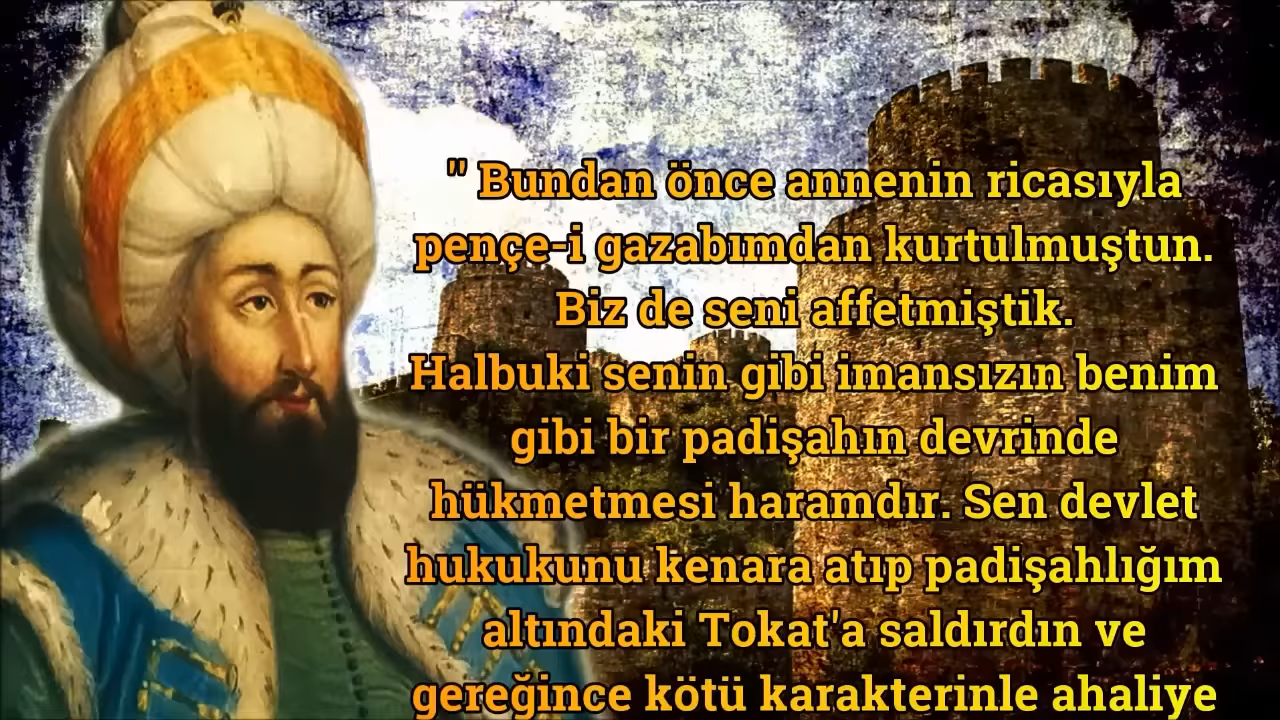 " Bundan önce annenin ricasıyla
pençe-i gazabımdan kurtulmuştun.
Biz de seni affetmiştik.
Halbuki senin gibi imansızın benim
gibi bir padişahın devrinde
hükmetmesi haramdır. Sen devlet
hukukunu kenara atıp padişahlığım
altındaki Tokat'a saldırdın ve
gereğince kötü karakterinle ahaliye